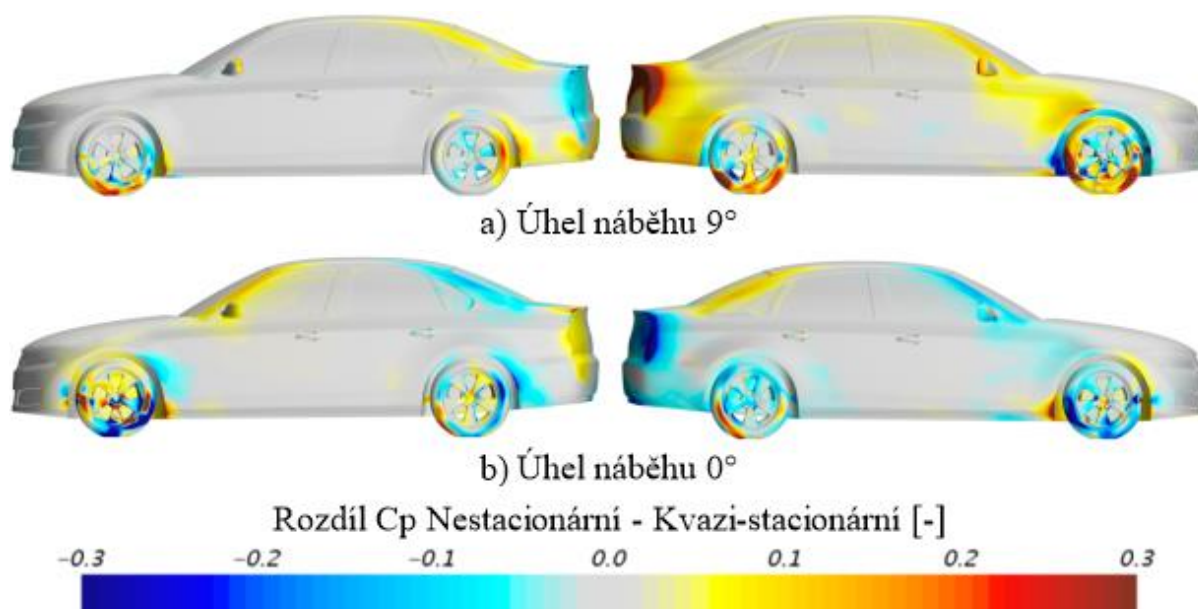 a) Úhel náběhu 9°
b) Úhel náběhu 0°
Rozdíl Cp Nestacionární - Kvazi-stacionární [-]
−0.3 −0.2 −0.1 0.0 0.1 0.2 0.3